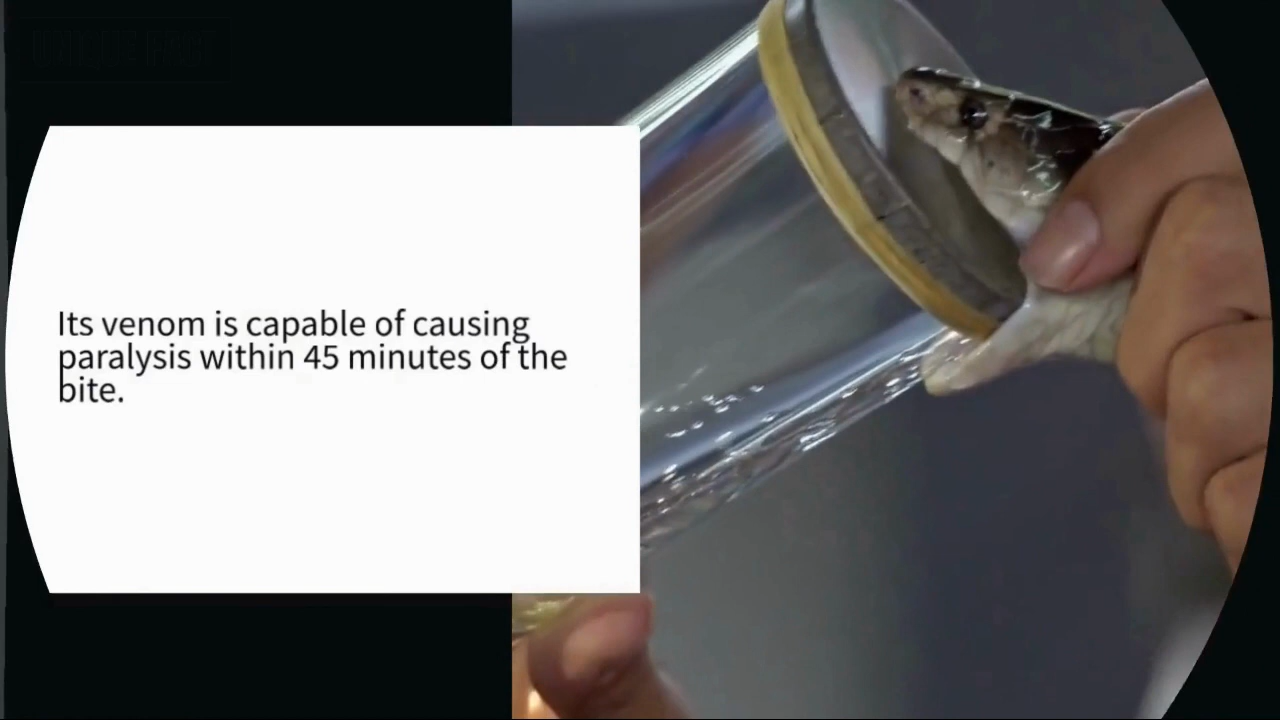 Its venom is capable of causing
paralysis within 45 minutes of the
bite.